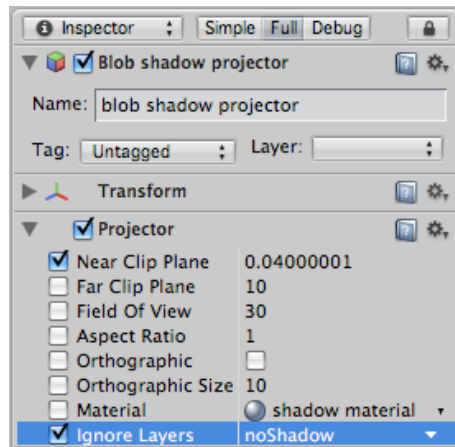 Inspector Simple Full Debug
Blob shadow projector
Name: blob shadow projector
Tag: Untagged Layer:
Transform
Projector
Near Clip Plane 0.04000001
Far Clip Plane 10
Field Of View 30
Aspect Ratio 1
Orthographic
Orthographic Size 10
Material shadow material
Ignore Layers noShadow